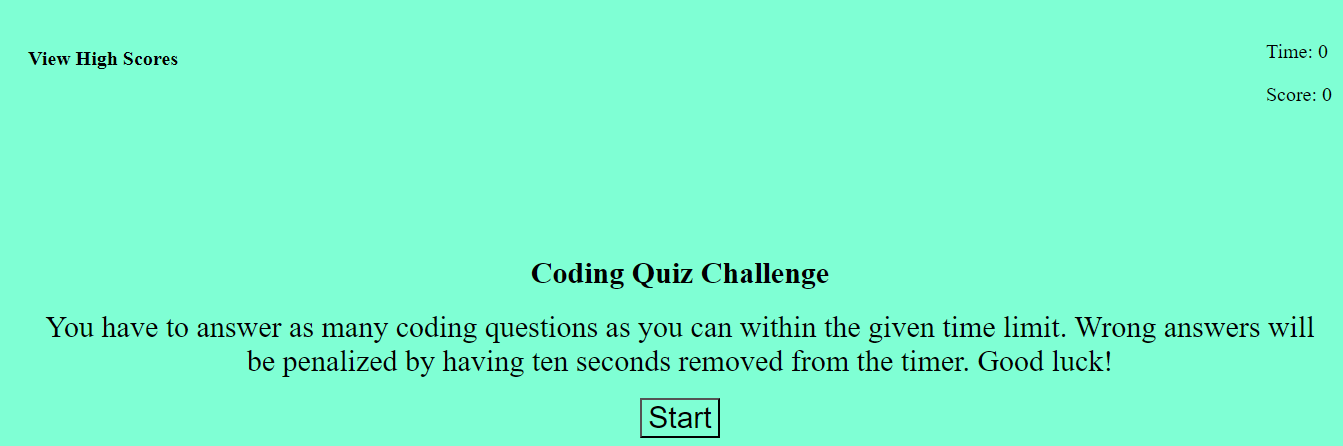 View High Scores
Time: 0
Score: 0
Coding Quiz Challenge
You have to answer as many coding questions as you can within the given time limit. Wrong answers will
be penalized by having ten seconds removed from the timer. Good luck!
Start